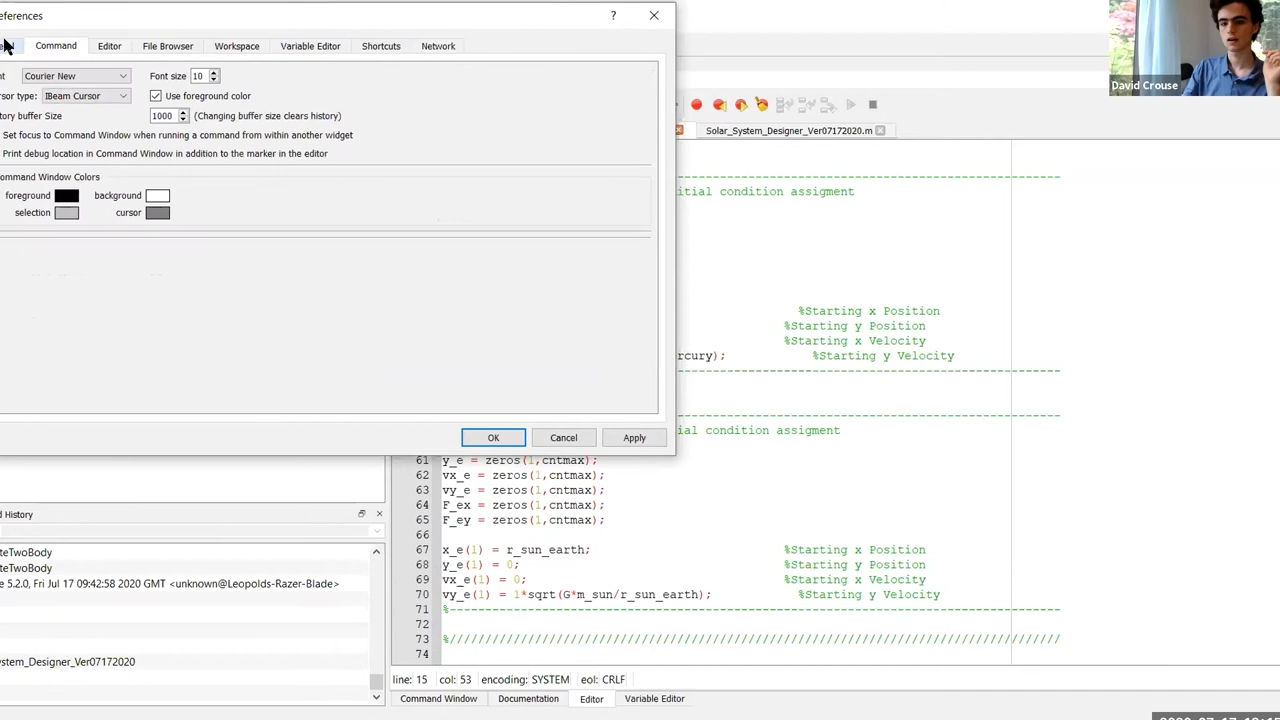 eferences
?
Command Editor File Browser Workspace Variable Editor Shortcuts Network
nt Courier New Font size 10
rsor type: IBeam Cursor Use foreground color
tory buffer Size 1000 (Changing buffer size clears history)
Set focus to Command Window when running a command from within another widget
Print debug location in Command Window in addition to the marker in the editor
ommand Window Colors
foreground background
selection cursor
OK Cancel Apply
David Crouse
Solar_System_Designer_Ver07172020.m
------------------------------------------------------
itial condition assigment
%Starting x Position
%Starting y Position
%Starting x Velocity
rcury); %Starting y Velocity
------------------------------------------------------
------------------------------------------------------
ial condition assigment
61 y_e = zeros(1,cntmax);
62 vx_e = zeros(1,cntmax);
63 vy_e = zeros(1,cntmax);
64 F_ex = zeros(1,cntmax);
65 F_ey = zeros(1,cntmax);
66
67 x_e(1) = r_sun_earth; %Starting x Position
68 y_e(1) = 0; %Starting y Position
69 vx_e(1) = 0; %Starting x Velocity
70 vy_e(1) = 1*sqrt(G*m_sun/r_sun_earth); %Starting y Velocity
71 %-------------------------------------------------------------------------------------
72
73 %/////////////////////////////////////////////////////////////////////////////////////
74
line: 15 col: 53 encoding: SYSTEM eol: CRLF
Command Window Documentation Editor Variable Editor
d History
teTwoBody
teTwoBody
e 5.2.0, Fri Jul 17 09:42:58 2020 GMT <unknown@Leopolds-Razer-Blade>
ystem_Designer_Ver07172020